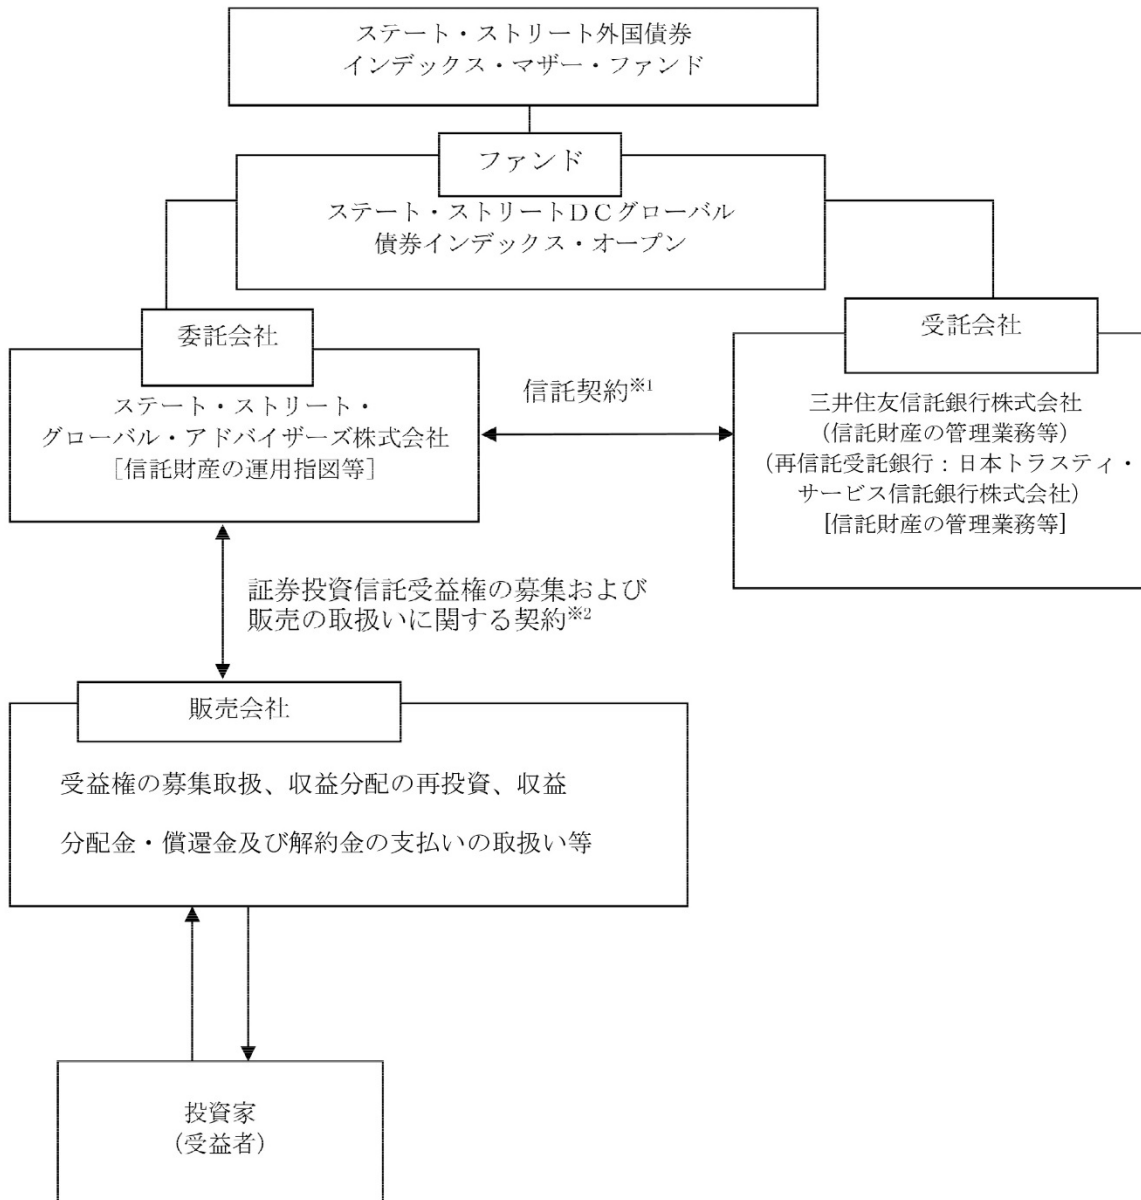 ステート・ストリート外国債券
インデックス・マザー・ファンド
ファンド
ステート・ストリートＤＣグローバル
債券インデックス・オープン
委託会社
ステート・ストリート・
グローバル・アドバイザーズ株式会社
[信託財産の運用指図等]
信託契約※1
受託会社
三井住友信託銀行株式会社
(信託財産の管理業務等)
(再信託受託銀行：日本トラスティ・
サービス信託銀行株式会社)
[信託財産の管理業務等]
証券投資信託受益権の募集および
販売の取扱いに関する契約※2
販売会社
受益権の募集取扱、収益分配の再投資、収益
分配金・償還金及び解約金の支払いの取扱い等
投資家
(受益者)